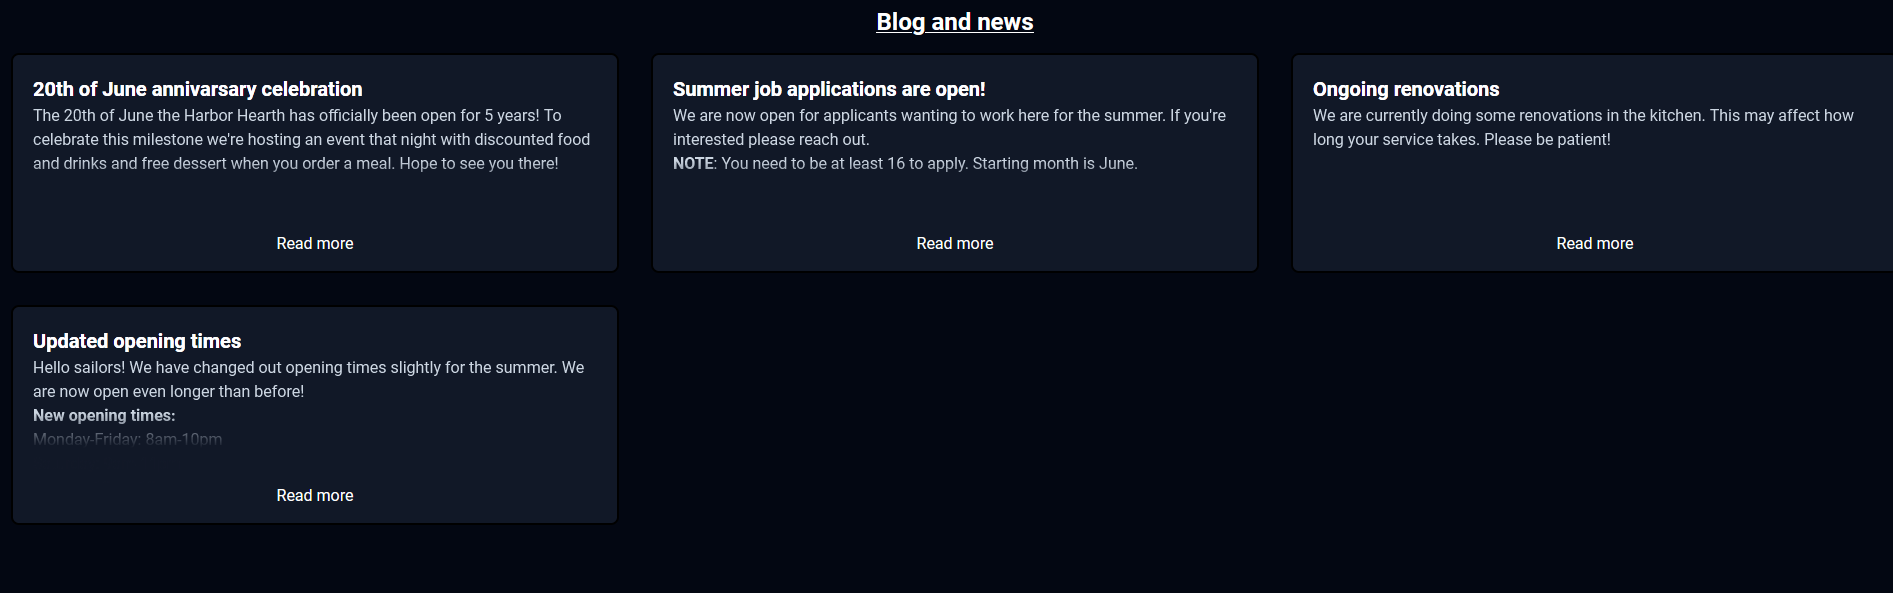 Blog and news
20th of June annivarsary celebration
The 20th of June the Harbor Hearth has officially been open for 5 years! To
celebrate this milestone we're hosting an event that night with discounted food
and drinks and free dessert when you order a meal. Hope to see you there!
Read more
Summer job applications are open!
We are now open for applicants wanting to work here for the summer. If you're
interested please reach out.
NOTE: You need to be at least 16 to apply. Starting month is June.
Read more
Ongoing renovations
We are currently doing some renovations in the kitchen. This may affect how
long your service takes. Please be patient!
Read more
Updated opening times
Hello sailors! We have changed out opening times slightly for the summer. We
are now open even longer than before!
New opening times:
Monday-Friday: 8am-10pm
Read more